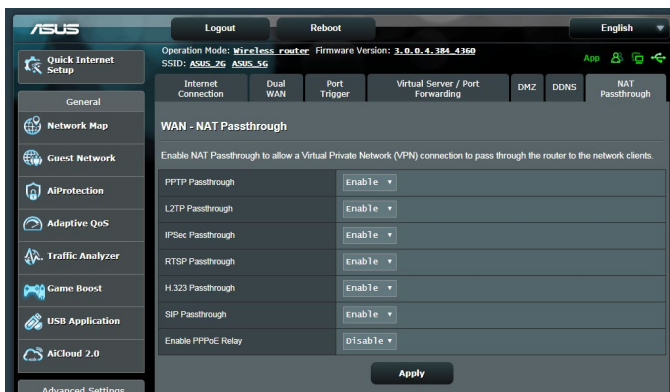 ASUS
Logout
Reboot
English
Quick Internet
Setup
Operation Mode: Wireless router Firmware Version: 3.0.0.4.384_4360
SSID: ASUS_2G ASUS_5G
App
General
Network Map
Guest Network
AiProtection
Adaptive QoS
Traffic Analyzer
Game Boost
USB Application
AiCloud 2.0
Advanced Settings
Internet
Connection
Dual
WAN
Port
Trigger
Virtual Server / Port
Forwarding
DMZ
DDNS
NAT
Passthrough
WAN - NAT Passthrough
Enable NAT Passthrough to allow a Virtual Private Network (VPN) connection to pass through the router to the network clients.
PPTP Passthrough Enable
L2TP Passthrough Enable
IPSec Passthrough Enable
RTSP Passthrough Enable
H.323 Passthrough Enable
SIP Passthrough Enable
Enable PPPoE Relay Disable
Apply